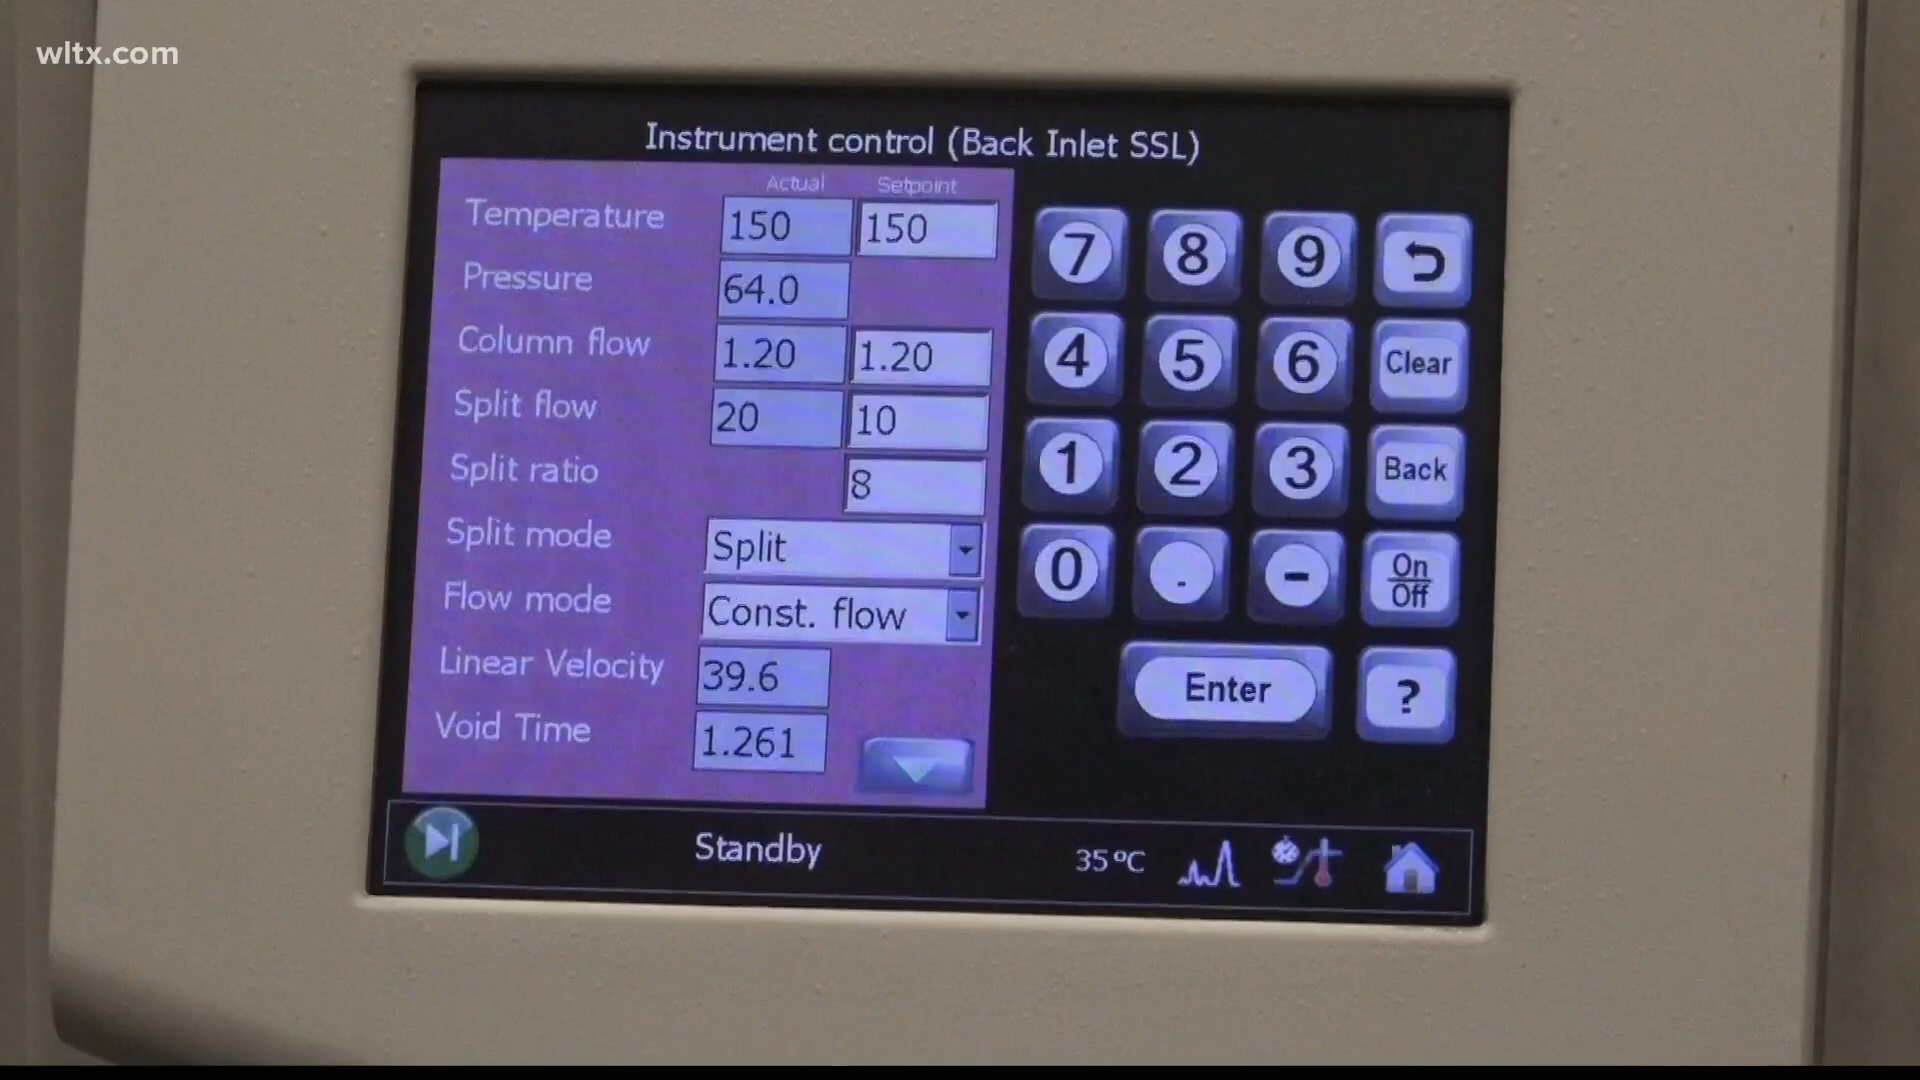 wltx.com
Instrument control (Back Inlet SSL)
Actual Setpoint
Temperature 150 150
Pressure 64.0
Column flow 1.20 1.20
Split flow 20 10
Split ratio 8
Split mode Split
Flow mode Const. flow
Linear Velocity 39.6
Void Time 1.261
7 8 9
4 5 6 Clear
1 2 3 Back
0 . - On
Off
Enter ?
Standby 35°C